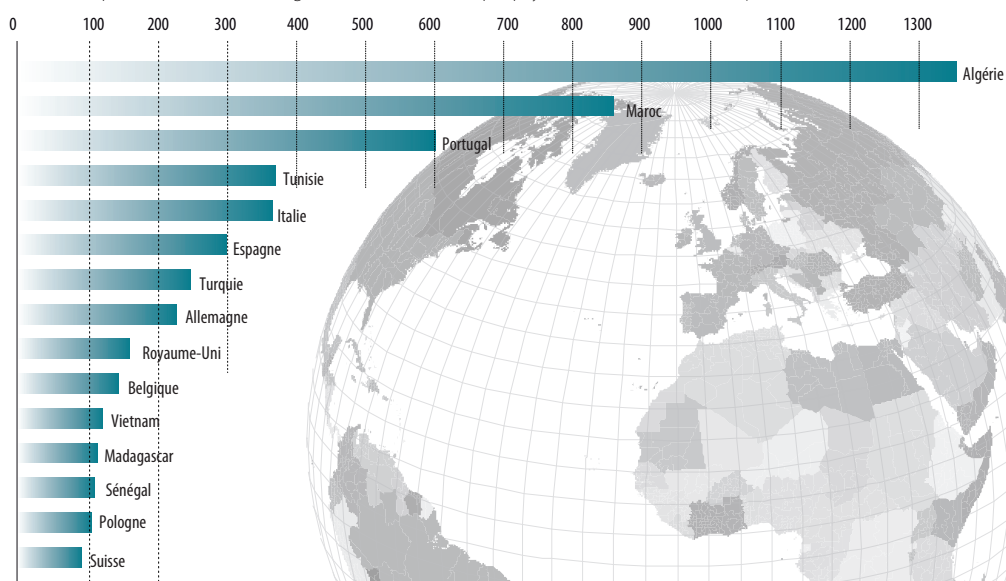 0 100 200 300 400 500 600 700 800 900 1000 1100 1200 1300
Algérie
Maroc
Portugal
Tunisie
Italie
Espagne
Turquie
Allemagne
Royaume-Uni
Belgique
Vietnam
Madagascar
Sénégal
Pologne
Suisse